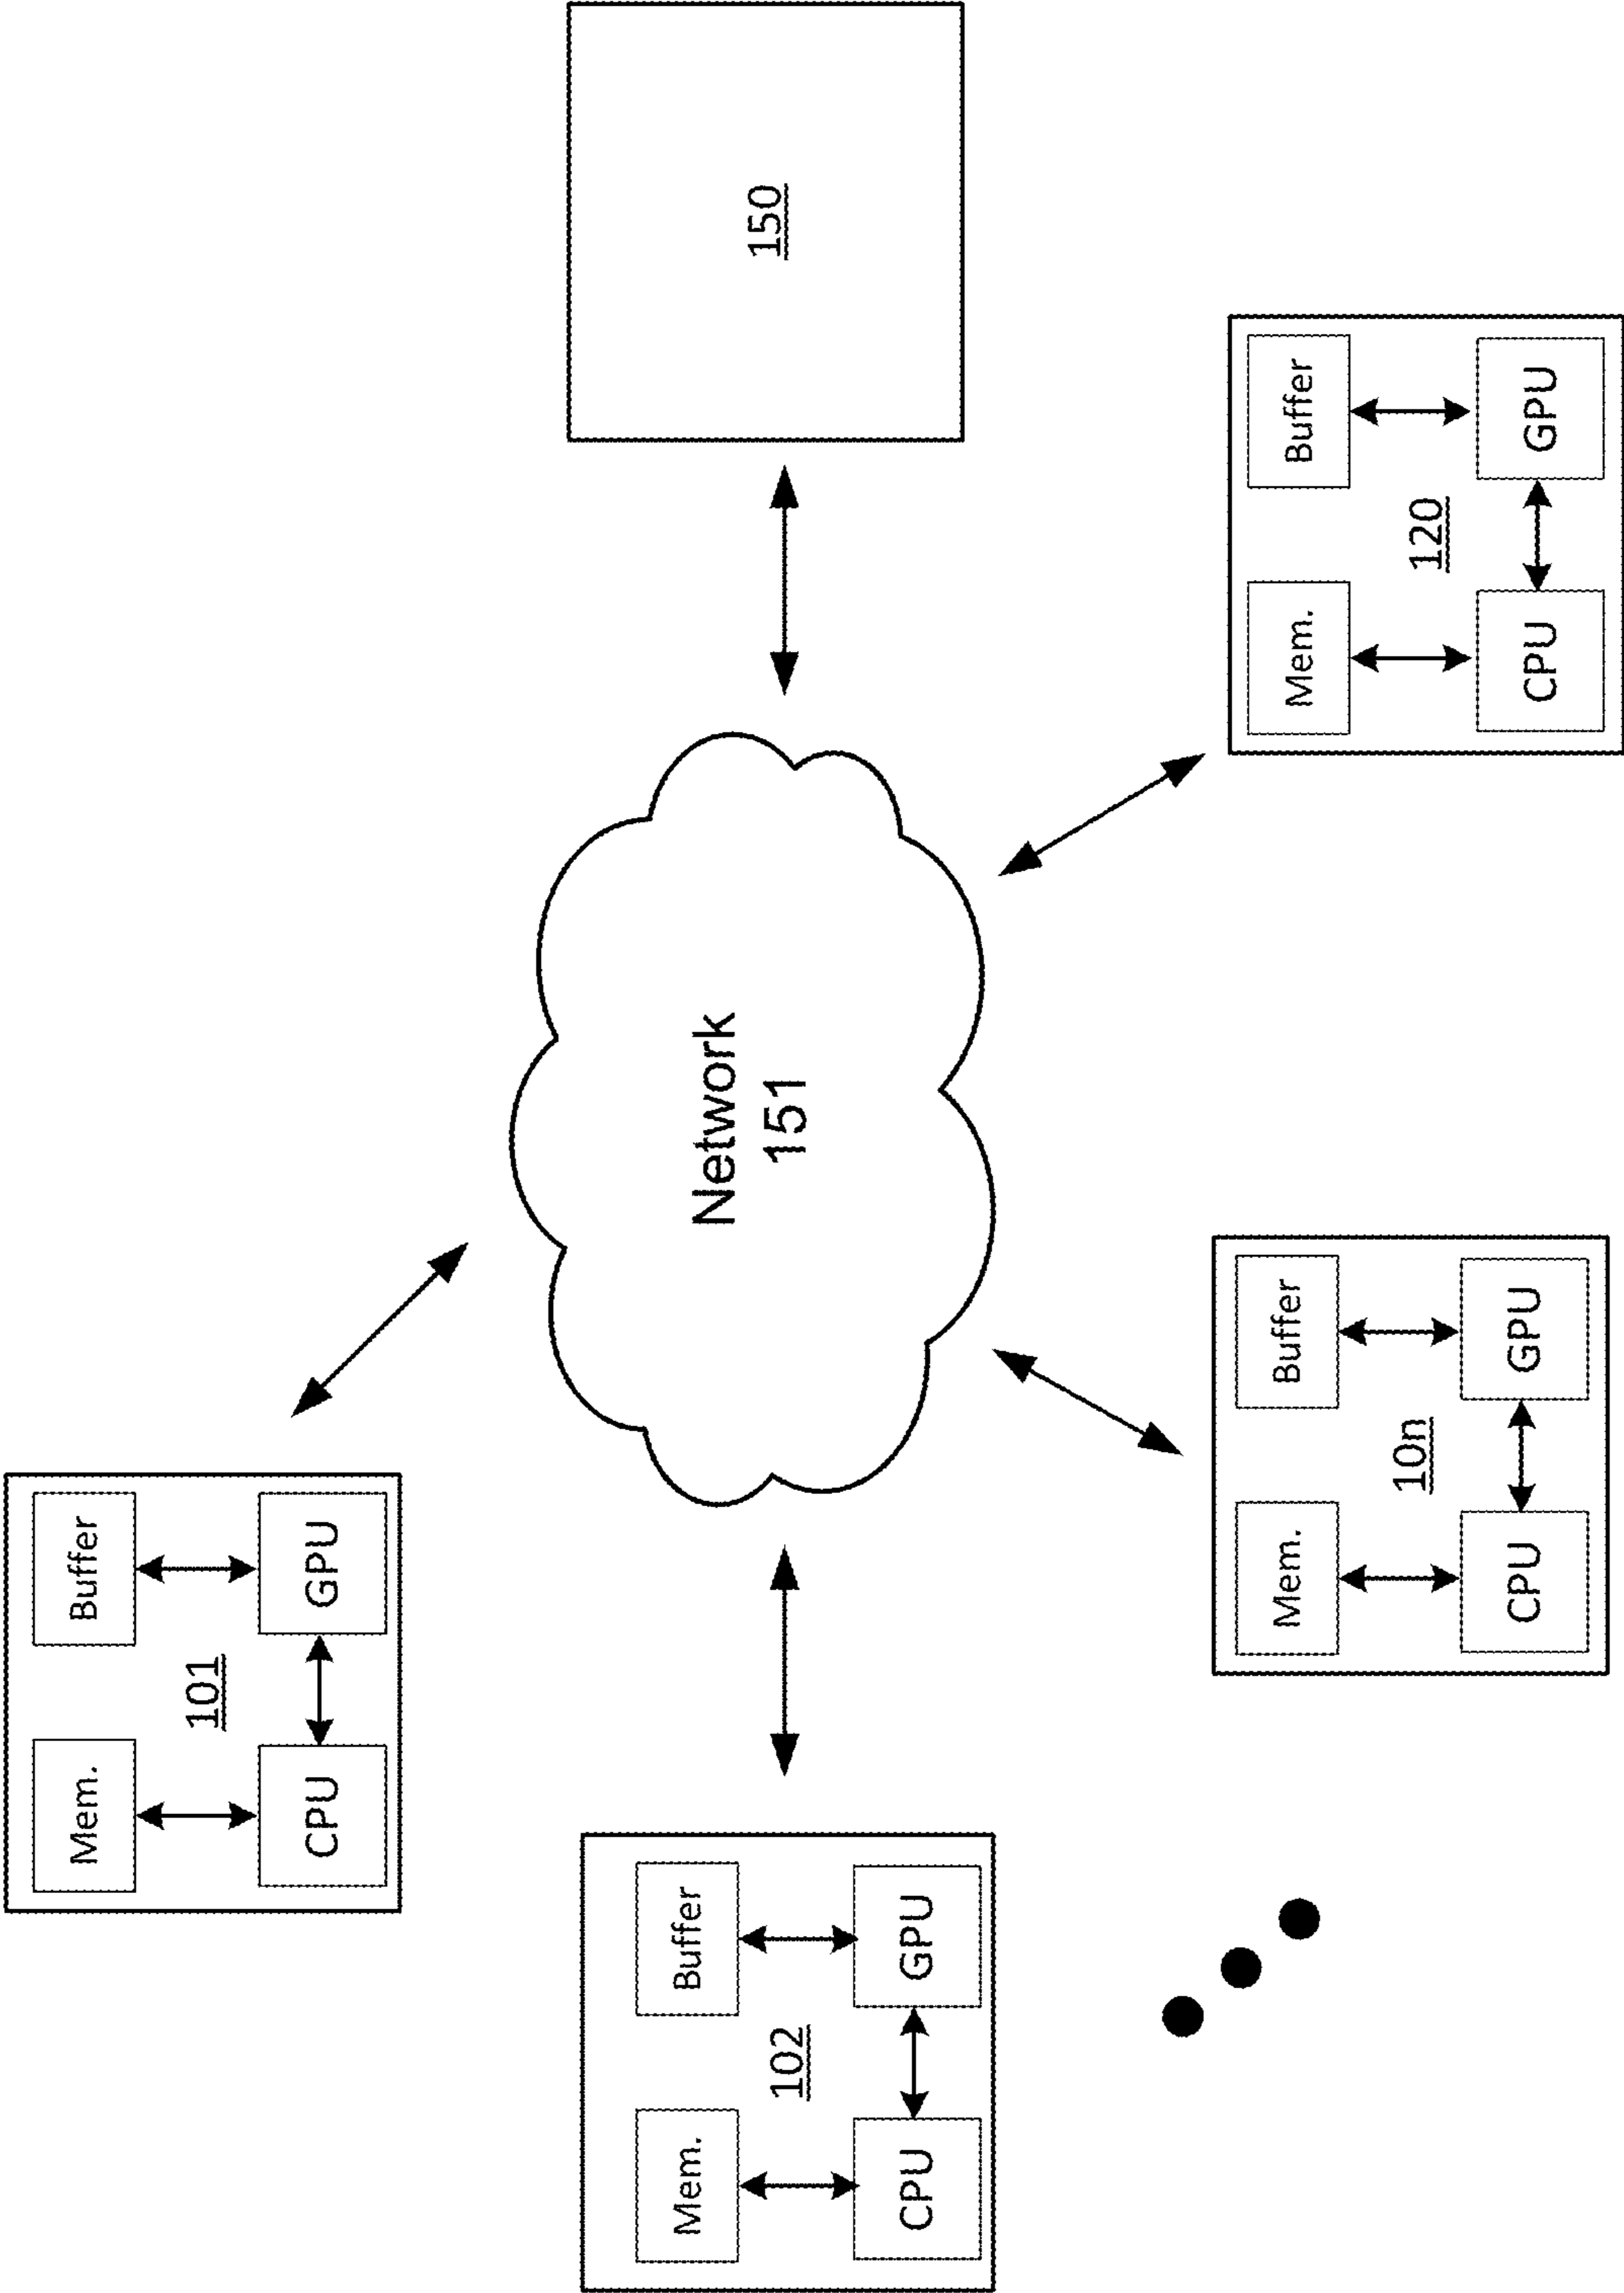 Mem.
Buffer
101
CPU
GPU
Mem.
Buffer
102
CPU
GPU
Network
151
150
Mem.
Buffer
10n
CPU
GPU
Mem.
Buffer
120
CPU
GPU